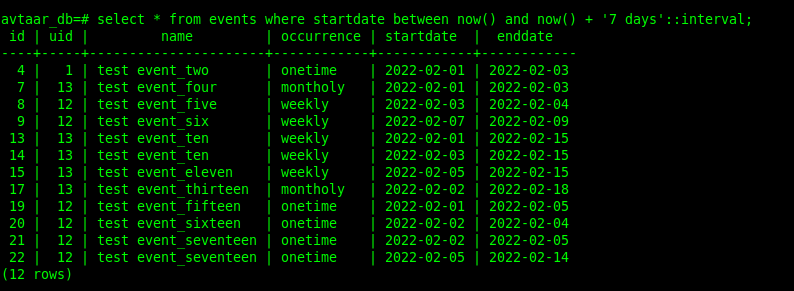 avtaar_db=# select * from events where startdate between now() and now() + '7 days'::interval;
 id | uid |         name         | occurrence | startdate  |  enddate
----+-----+----------------------+------------+------------+------------
  4 |   1 | test event_two       | onetime    | 2022-02-01 | 2022-02-03
  7 |  13 | test event_four      | montholy   | 2022-02-01 | 2022-02-03
  8 |  12 | test event_five      | weekly     | 2022-02-03 | 2022-02-04
  9 |  12 | test event_six       | weekly     | 2022-02-07 | 2022-02-09
 13 |  13 | test event_ten       | weekly     | 2022-02-01 | 2022-02-15
 14 |  13 | test event_ten       | weekly     | 2022-02-03 | 2022-02-15
 15 |  13 | test event_eleven    | weekly     | 2022-02-05 | 2022-02-15
 17 |  13 | test event_thirteen  | montholy   | 2022-02-02 | 2022-02-18
 19 |  12 | test event_fifteen   | onetime    | 2022-02-01 | 2022-02-05
 20 |  12 | test event_sixteen   | onetime    | 2022-02-02 | 2022-02-04
 21 |  12 | test event_seventeen | onetime    | 2022-02-02 | 2022-02-05
 22 |  12 | test event_seventeen | onetime    | 2022-02-05 | 2022-02-14
(12 rows)